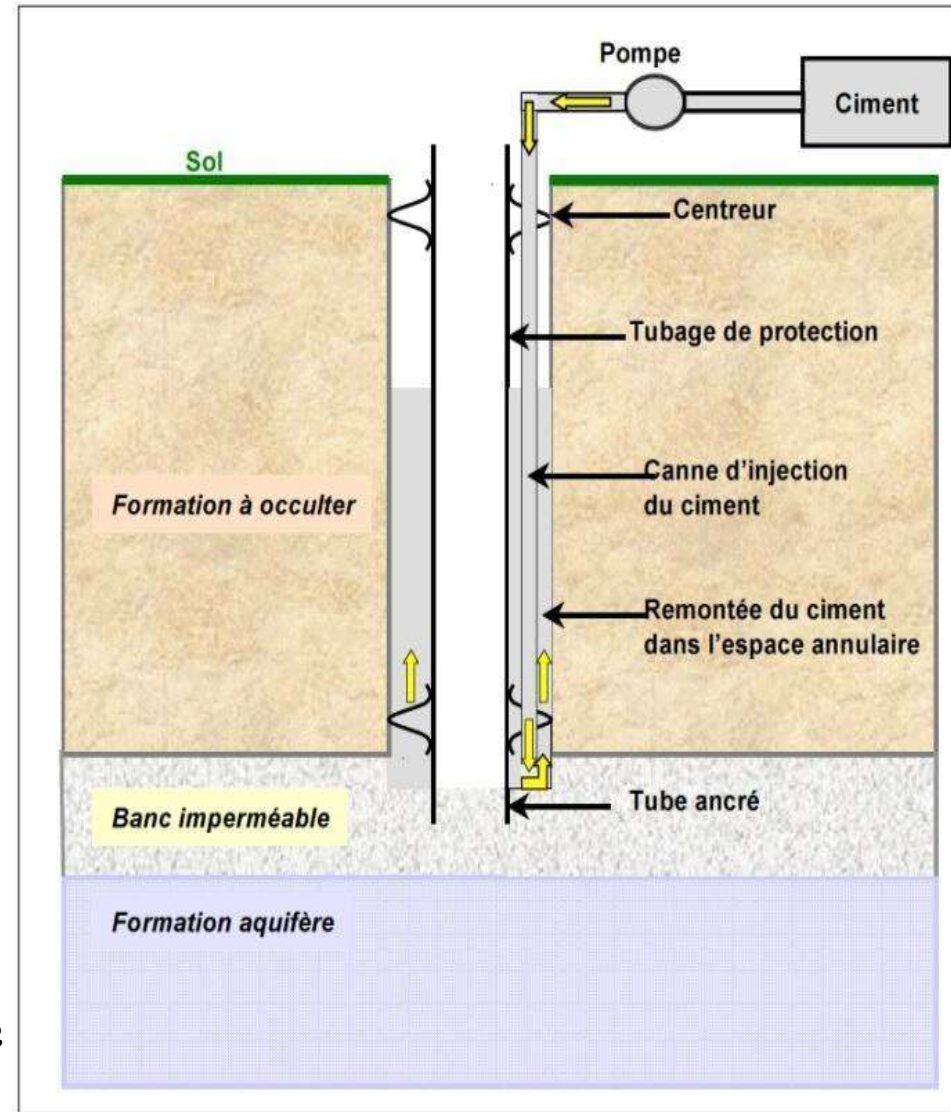 Pompe
Ciment
Sol
Centreur
Tubage de protection
Canne d'injection
du ciment
Formation à occulter
Remontée du ciment
dans l'espace annulaire
Tube ancré
Banc imperméable
Formation aquifère